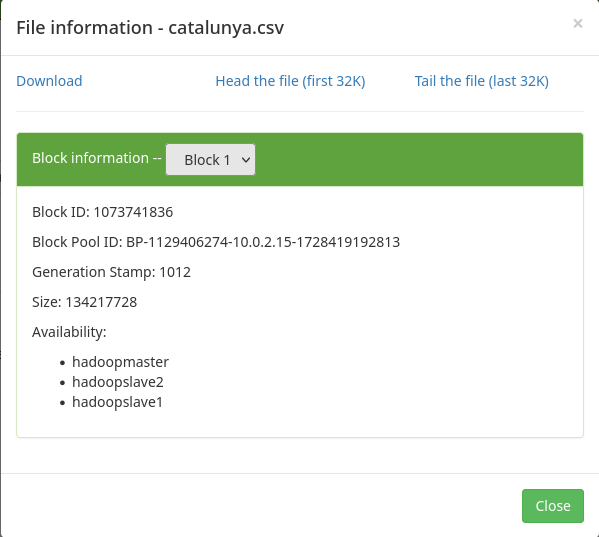 File information - catalunya.csv ×
Download Head the file (first 32K) Tail the file (last 32K)
Block information -- Block 1
Block ID: 1073741836
Block Pool ID: BP-1129406274-10.0.2.15-1728419192813
Generation Stamp: 1012
Size: 134217728
Availability:
• hadoopmaster
• hadoopslave2
• hadoopslave1
Close